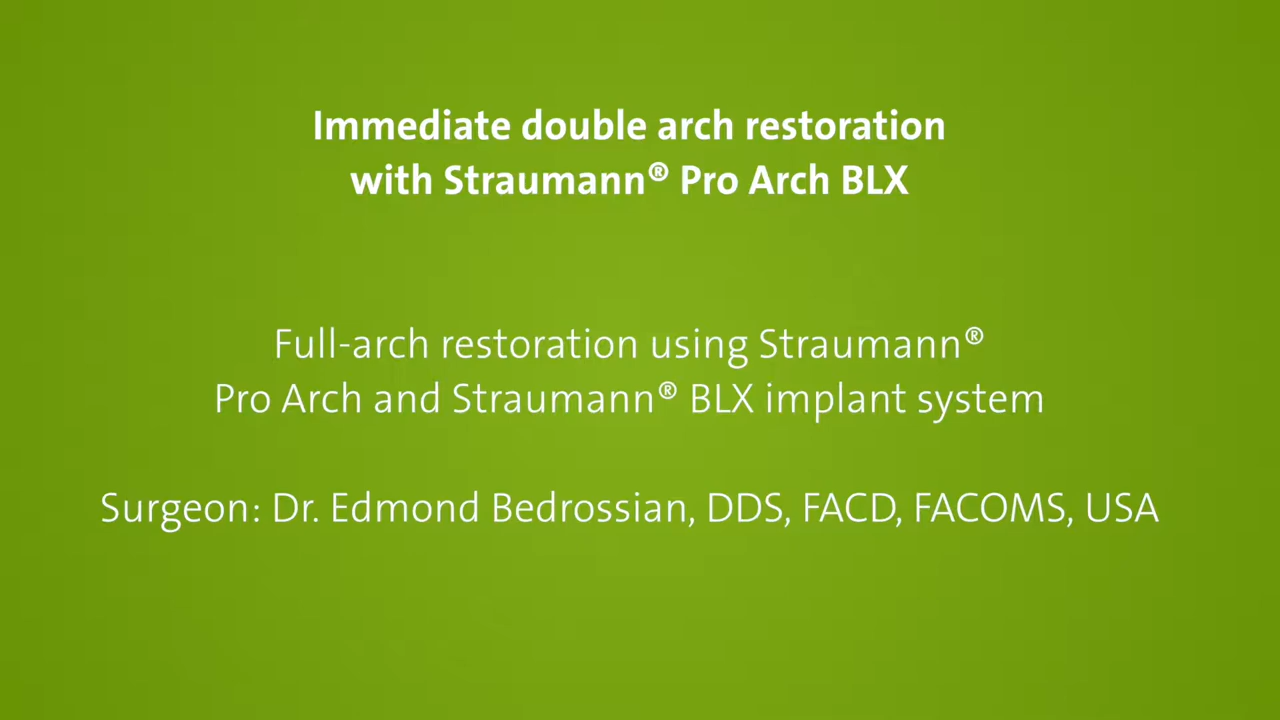 Immediate double arch restoration
with Straumann® Pro Arch BLX
Full-arch restoration using Straumann®
Pro Arch and Straumann® BLX implant system
Surgeon: Dr. Edmond Bedrossian, DDS, FACD, FACOMS, USA